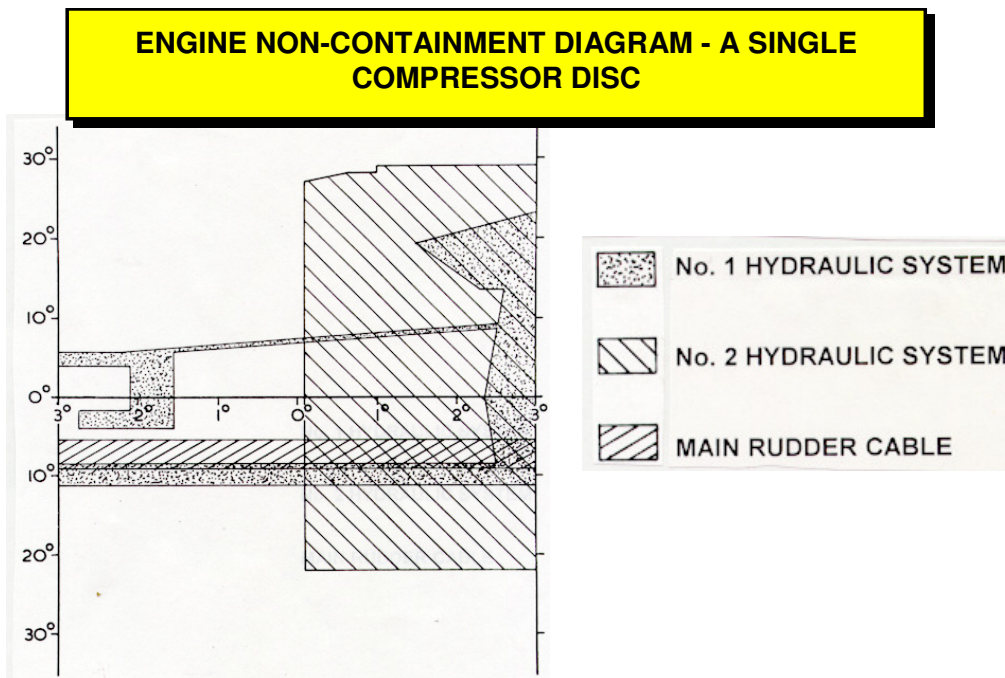 ENGINE NON-CONTAINMENT DIAGRAM - A SINGLE
COMPRESSOR DISC
30°
20°
10°
0°
3° 2° 1° 0° 1° 2° 3°
10°
20°
30°
No. 1 HYDRAULIC SYSTEM
No. 2 HYDRAULIC SYSTEM
MAIN RUDDER CABLE